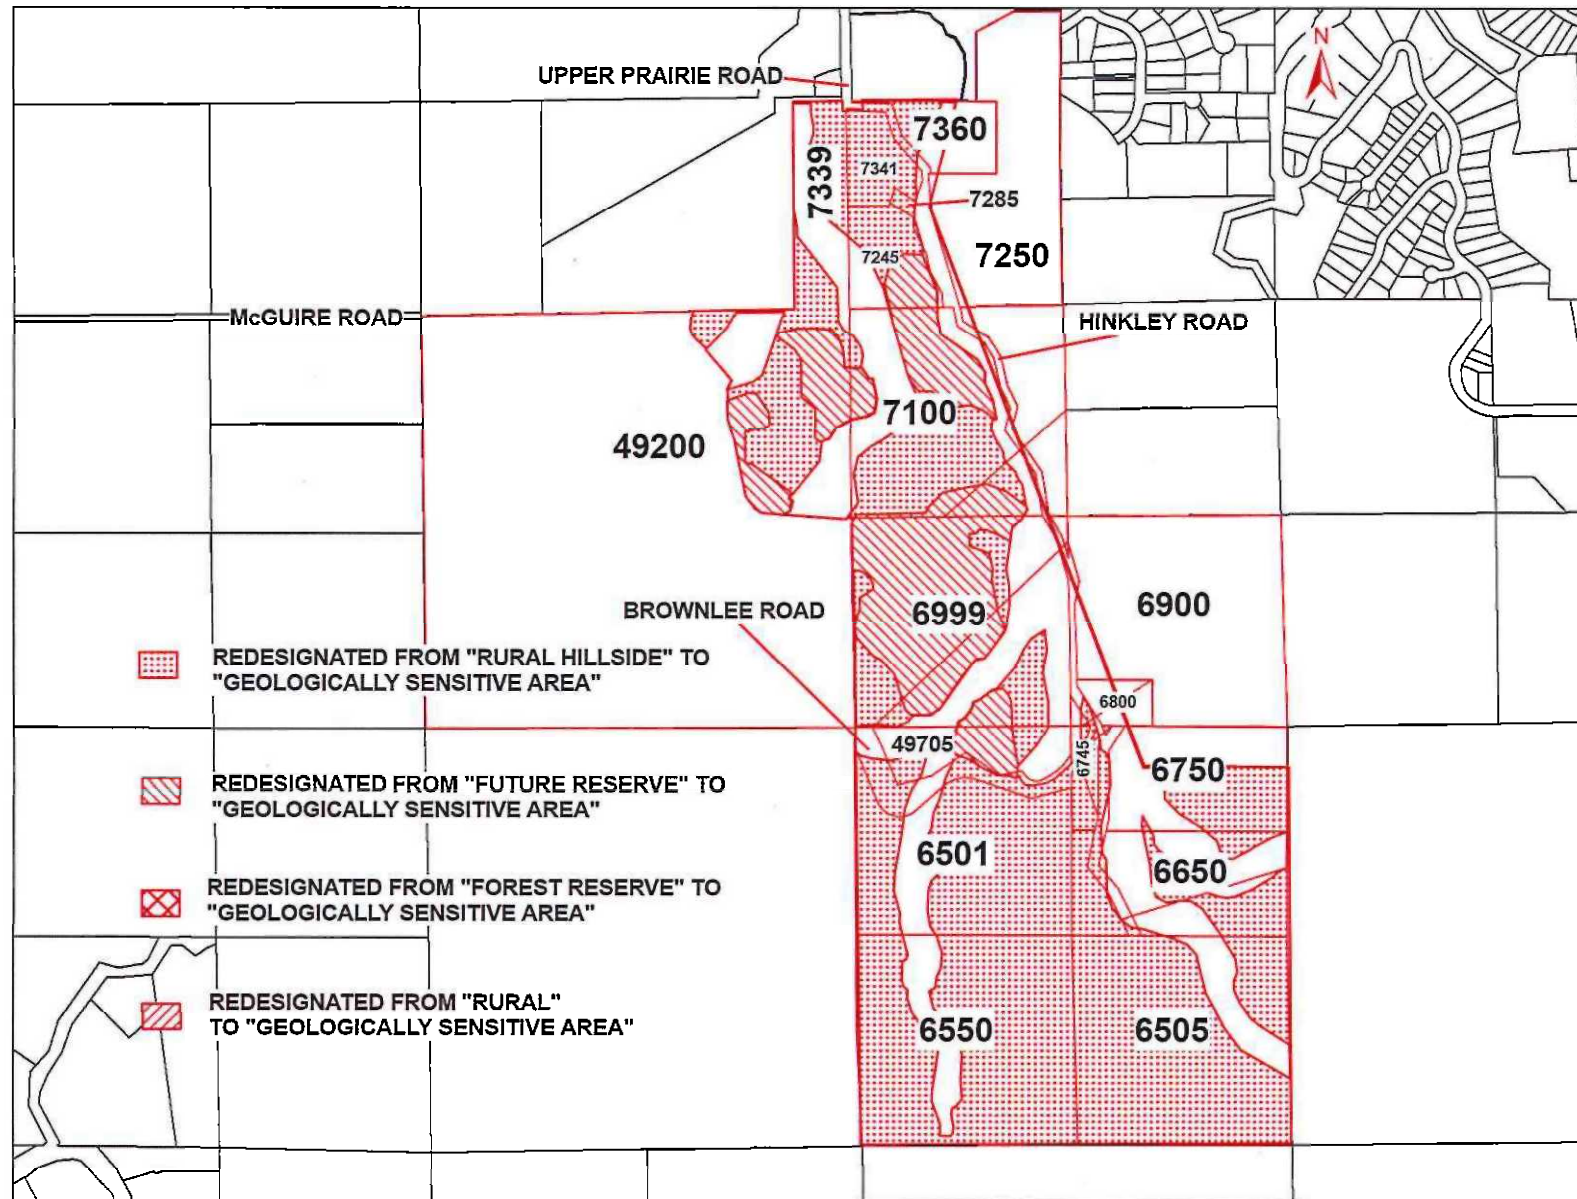 N
UPPER PRAIRIE ROAD
7360
7339
7341
7285
7245
7250
McGUIRE ROAD
HINKLEY ROAD
7100
49200
BROWNLEE ROAD
6999
6900
REDESIGNATED FROM "RURAL HILLSIDE" TO
"GEOLOGICALLY SENSITIVE AREA"
6800
49705
6745
6750
REDESIGNATED FROM "FUTURE RESERVE" TO
"GEOLOGICALLY SENSITIVE AREA"
6501
6650
REDESIGNATED FROM "FOREST RESERVE" TO
"GEOLOGICALLY SENSITIVE AREA"
REDESIGNATED FROM "RURAL"
TO "GEOLOGICALLY SENSITIVE AREA"
6550
6505